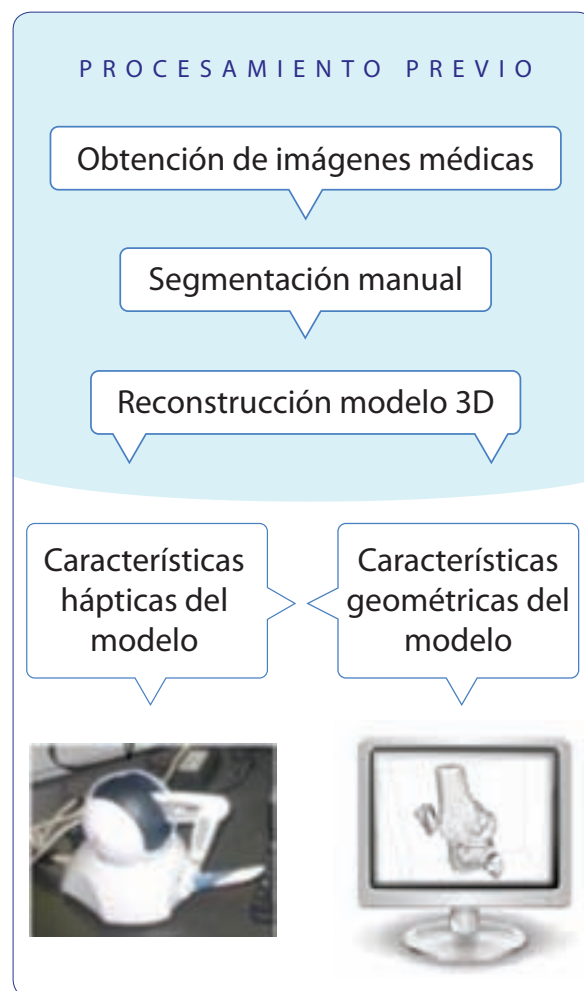 PROCESAMIENTO PREVIO
Obtención de imágenes médicas
Segmentación manual
Reconstrucción modelo 3D
Características
hápticas del
modelo
Características
geométricas del
modelo